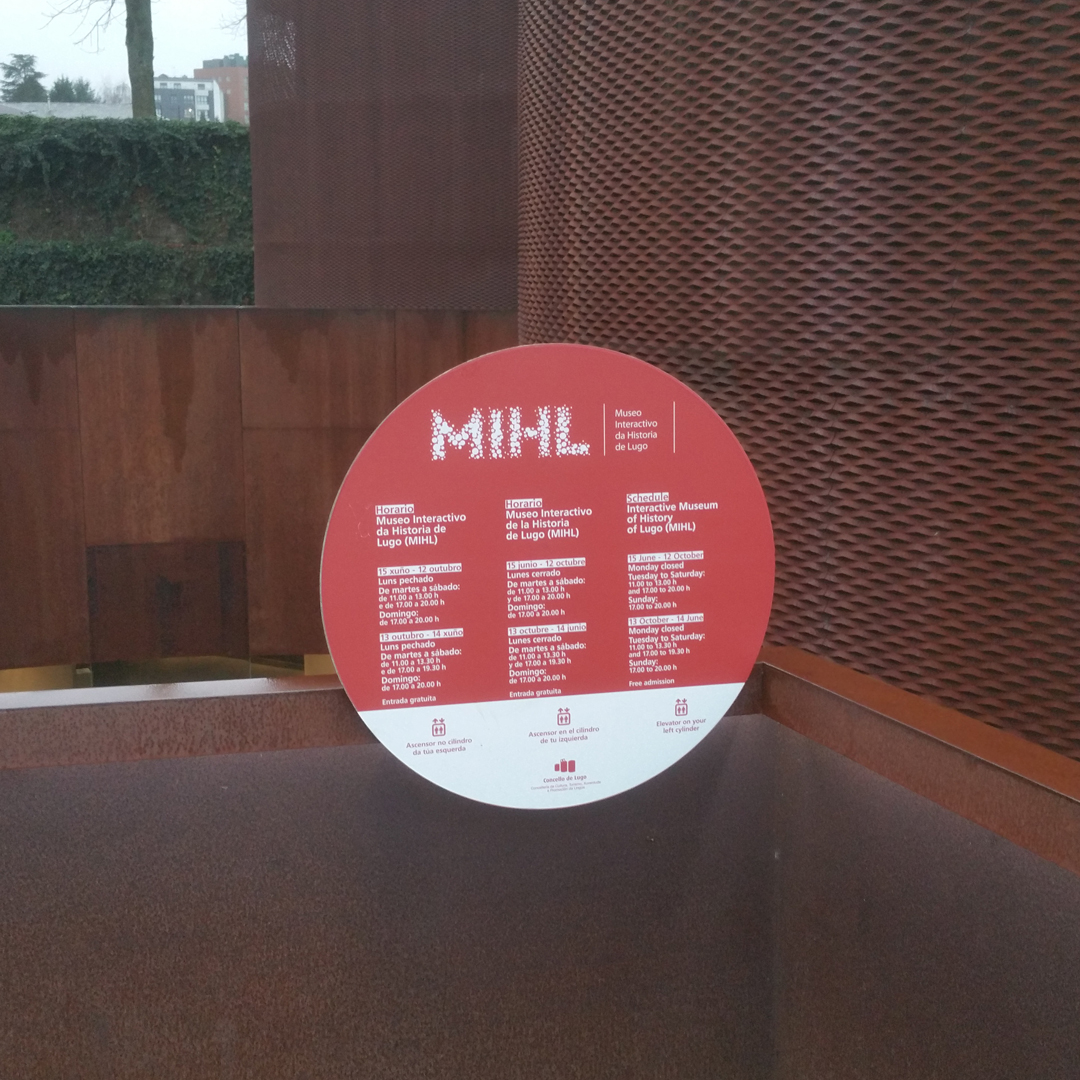 MIHL
Museo
Interactivo
da Historia
de Lugo
Horario
Museo Interactivo
da Historia de
Lugo (MIHL)
15 xuño - 12 outubro
Luns pechado
De martes a sábado:
de 11.00 a 13.00 h
e de 17.00 a 20.00 h
Domingo:
de 17.00 a 20.00 h
13 outubro - 14 xuño
Luns pechado
De martes a sábado:
de 11.00 a 13.30 h
e de 17.00 a 19.30 h
Domingo:
de 17.00 a 20.00 h
Entrada gratuíta
Ascensor no cilindro
da túa esquerda
Horario
Museo Interactivo
de la Historia
de Lugo (MIHL)
15 junio - 12 octubre
Lunes cerrado
De martes a sábado:
de 11.00 a 13.00 h
y de 17.00 a 20.00 h
Domingo:
de 17.00 a 20.00 h
13 octubre - 14 junio
Lunes cerrado
De martes a sábado:
de 11.00 a 13.30 h
y de 17.00 a 19.30 h
Domingo:
de 17.00 a 20.00 h
Entrada gratuita
Ascensor en el cilindro
de tu izquierda
Schedule
Interactive Museum
of History
of Lugo (MIHL)
15 June - 12 October
Monday closed
Tuesday to Saturday:
11.00 to 13.00 h
and 17.00 to 20.00 h
Sunday:
17.00 to 20.00 h
13 October - 14 June
Monday closed
Tuesday to Saturday:
11.00 to 13.30 h
and 17.00 to 19.30 h
Sunday:
17.00 to 20.00 h
Free admission
Elevator on your
left cylinder
Concello de Lugo